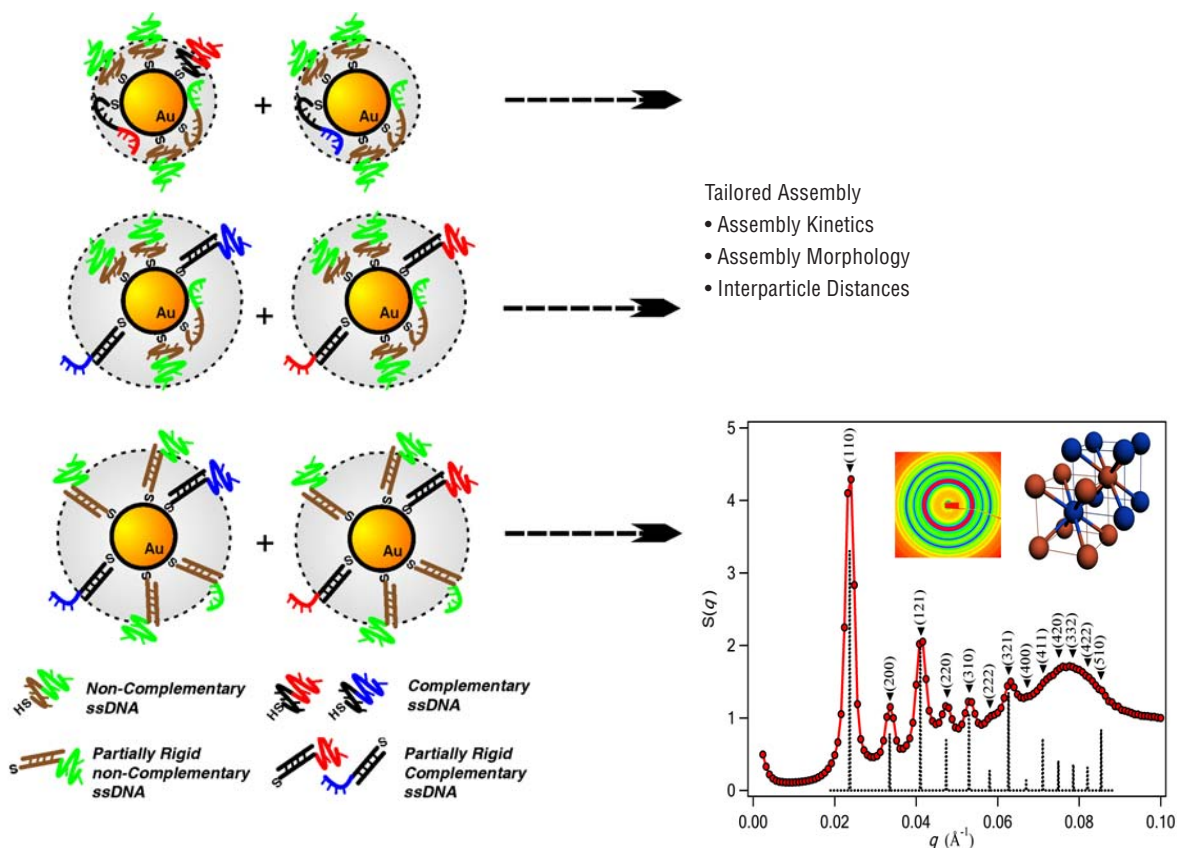 S
S
S
S
S
Au
+
S
S
S
S
Au
Tailored Assembly
• Assembly Kinetics
• Assembly Morphology
• Interparticle Distances
S
S
S
S
S
Au
+
S
S
S
S
S
Au
S
S
S
S
S
S
Au
+
S
S
S
S
S
S
Au
HS
Non-Complementary
ssDNA
HS
HS
Complementary
ssDNA
S
Partially Rigid
non-Complementary
ssDNA
S
S
Partially Rigid
Complementary
ssDNA
5
4
3
2
1
0
S(q)
(110)
(200)
(121)
(220)
(310)
(222)
(321)
(400)
(411)
(420)
(332)
(422)
(510)
0.00
0.02
0.04
0.06
0.08
0.10
q (Å⁻¹)